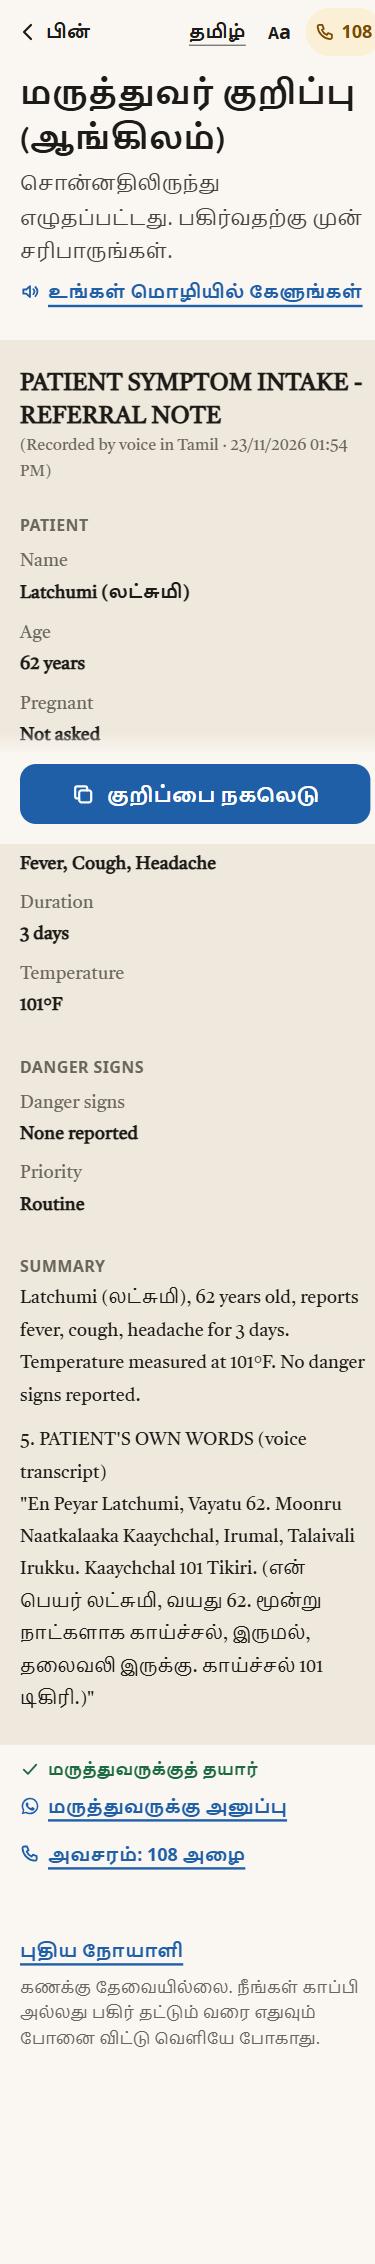 பின்
தமிழ்
Aa
108
மருத்துவர் குறிப்பு
(ஆங்கிலம்)
சொன்னதிலிருந்து
எழுதப்பட்டது. பகிர்வதற்கு முன்
சரிபாருங்கள்.
உங்கள் மொழியில் கேளுங்கள்
PATIENT SYMPTOM INTAKE -
REFERRAL NOTE
(Recorded by voice in Tamil · 23/11/2026 01:54
PM)
PATIENT
Name
Latchumi (லட்சுமி)
Age
62 years
Pregnant
Not asked
குறிப்பை நகலெடு
Fever, Cough, Headache
Duration
3 days
Temperature
101°F
DANGER SIGNS
Danger signs
None reported
Priority
Routine
SUMMARY
Latchumi (லட்சுமி), 62 years old, reports
fever, cough, headache for 3 days.
Temperature measured at 101°F. No danger
signs reported.
5. PATIENT'S OWN WORDS (voice
transcript)
"En Peyar Latchumi, Vayatu 62. Moonru
Naatkalaaka Kaaychchal, Irumal, Talaivali
Irukku. Kaaychchal 101 Tikiri. (என்
பெயர் லட்சுமி, வயது 62. மூன்று
நாட்களாக காய்ச்சல், இருமல்,
தலைவலி இருக்கு. காய்ச்சல் 101
டிகிரி.)"
மருத்துவருக்குத் தயார்
மருத்துவருக்கு அனுப்பு
அவசரம்: 108 அழை
புதிய நோயாளி
கணக்கு தேவையில்லை. நீங்கள் காப்பி
அல்லது பகிர் தட்டும் வரை எதுவும்
போனை விட்டு வெளியே போகாது.